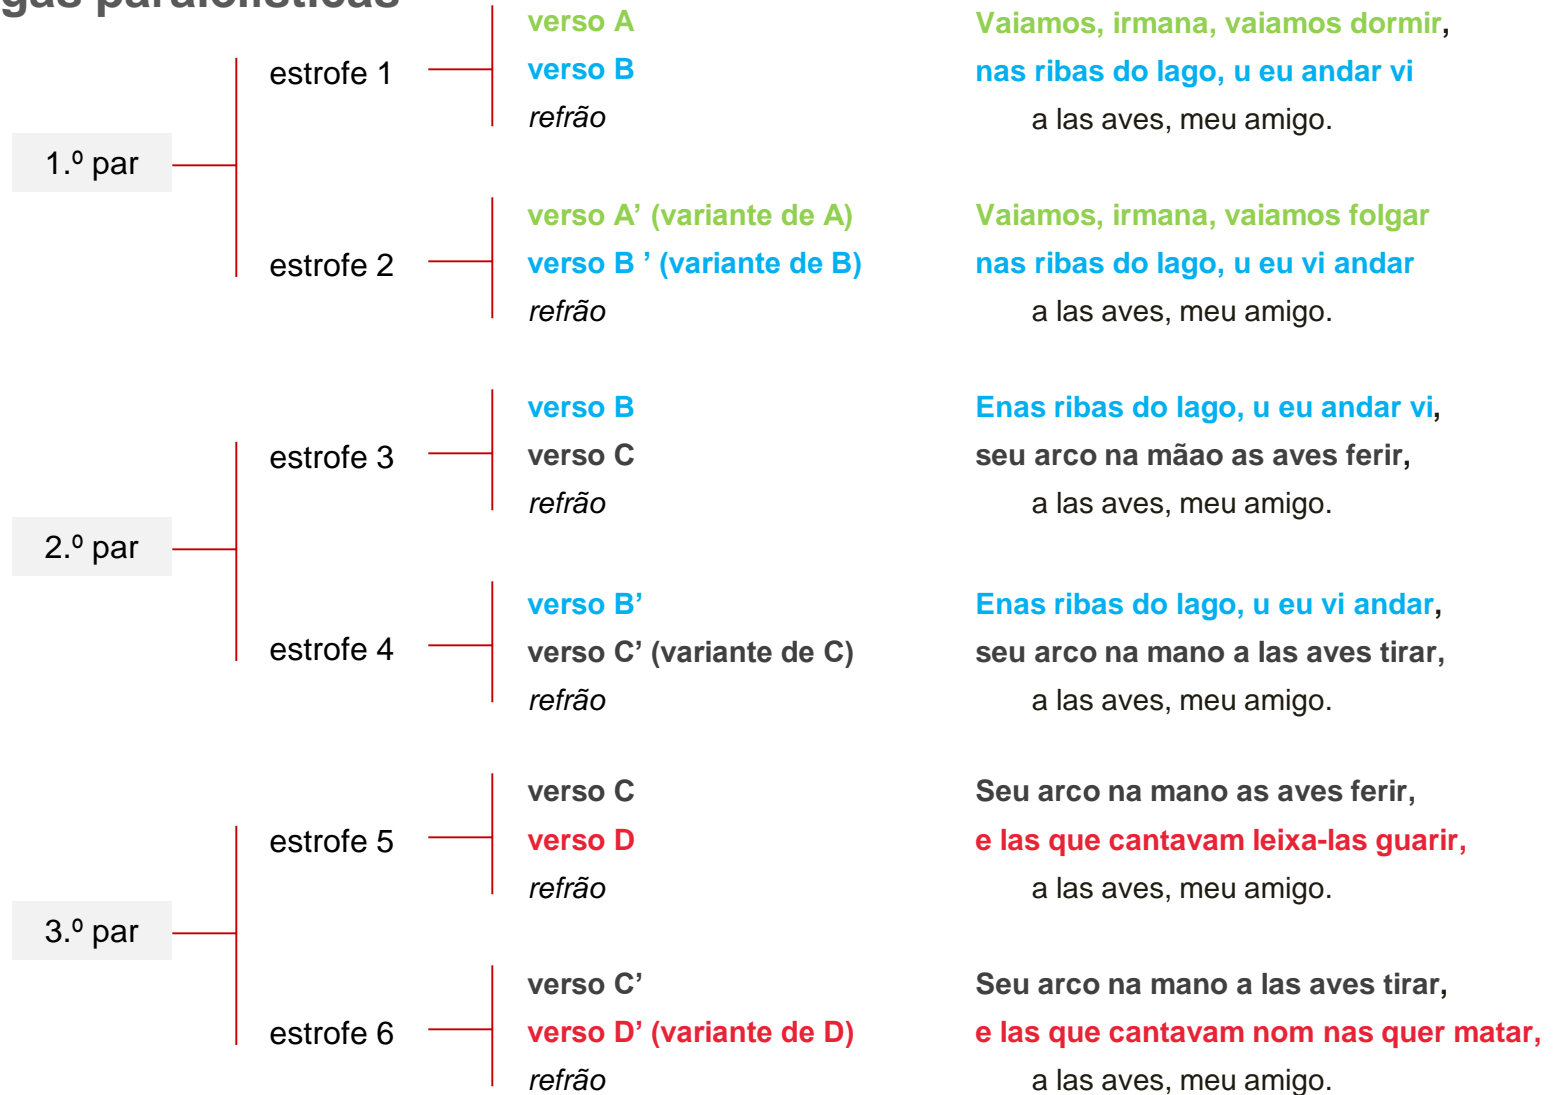 gas paralelísticas
1.º par
estrofe 1
verso A
Vaiamos, irmana, vaiamos dormir,
verso B
nas ribas do lago, u eu andar vi
refrão
a las aves, meu amigo.
estrofe 2
verso A’ (variante de A)
Vaiamos, irmana, vaiamos folgar
verso B ’ (variante de B)
nas ribas do lago, u eu vi andar
refrão
a las aves, meu amigo.
2.º par
estrofe 3
verso B
Enas ribas do lago, u eu andar vi,
verso C
seu arco na mãao as aves ferir,
refrão
a las aves, meu amigo.
estrofe 4
verso B’
Enas ribas do lago, u eu vi andar,
verso C’ (variante de C)
seu arco na mano a las aves tirar,
refrão
a las aves, meu amigo.
3.º par
estrofe 5
verso C
Seu arco na mano as aves ferir,
verso D
e las que cantavam leixa-las guarir,
refrão
a las aves, meu amigo.
estrofe 6
verso C’
Seu arco na mano a las aves tirar,
verso D’ (variante de D)
e las que cantavam nom nas quer matar,
refrão
a las aves, meu amigo.